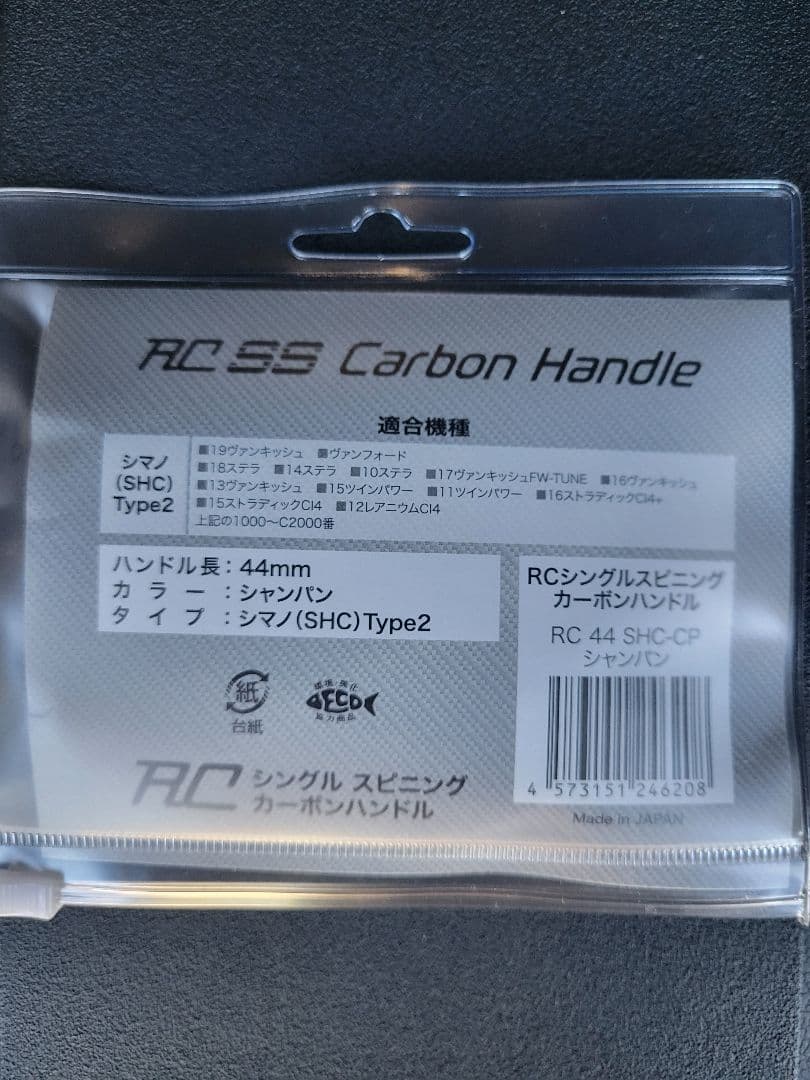 RC SS Carbon Handle
適合機種
シマノ
(SHC)
Type2
■19ヴァンキッシュ ■ヴァンフォード
■18ステラ ■14ステラ ■10ステラ ■17ヴァンキッシュFW-TUNE ■16ヴァンキッシュ
■13ヴァンキッシュ ■15ツインパワー ■11ツインパワー ■16ストラディックCI4+
■15ストラディックCI4 ■12レアニウムCI4
上記の1000〜C2000番
ハンドル長：44mm
カラー：シャンパン
タイプ：シマノ(SHC)Type2
RCシングルスピニング
カーボンハンドル
RC 44 SHC-CP
シャンパン
4 573151 246208
Made in JAPAN
紙
台紙
環境・強化
ECO
協力商品
RC シングル スピニング
カーボンハンドル